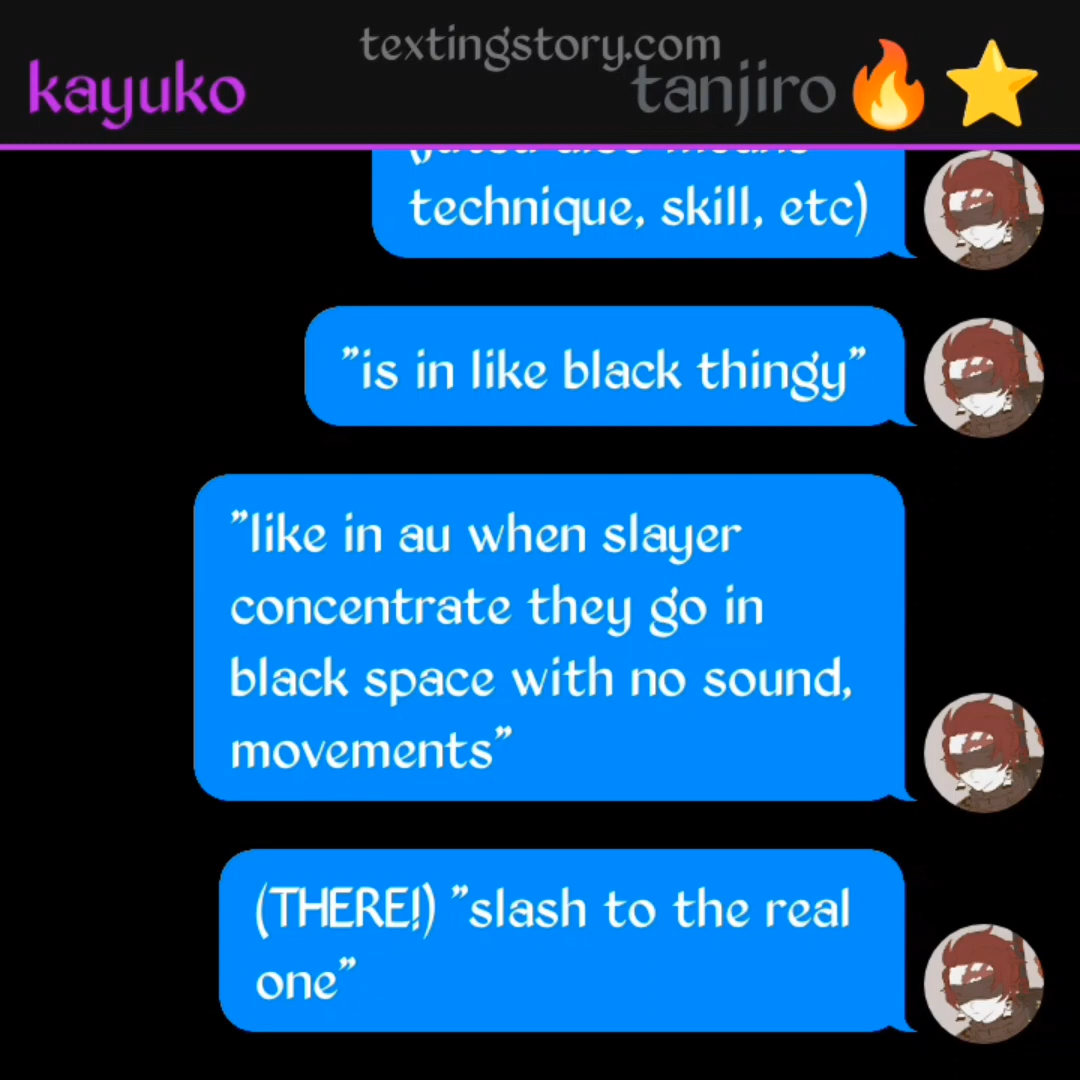 textingstory.com
kayuko
tanjiro🔥⭐
technique, skill, etc)
"is in like black thingy"
"like in au when slayer
concentrate they go in
black space with no sound,
movements"
(THERE!) "slash to the real
one"